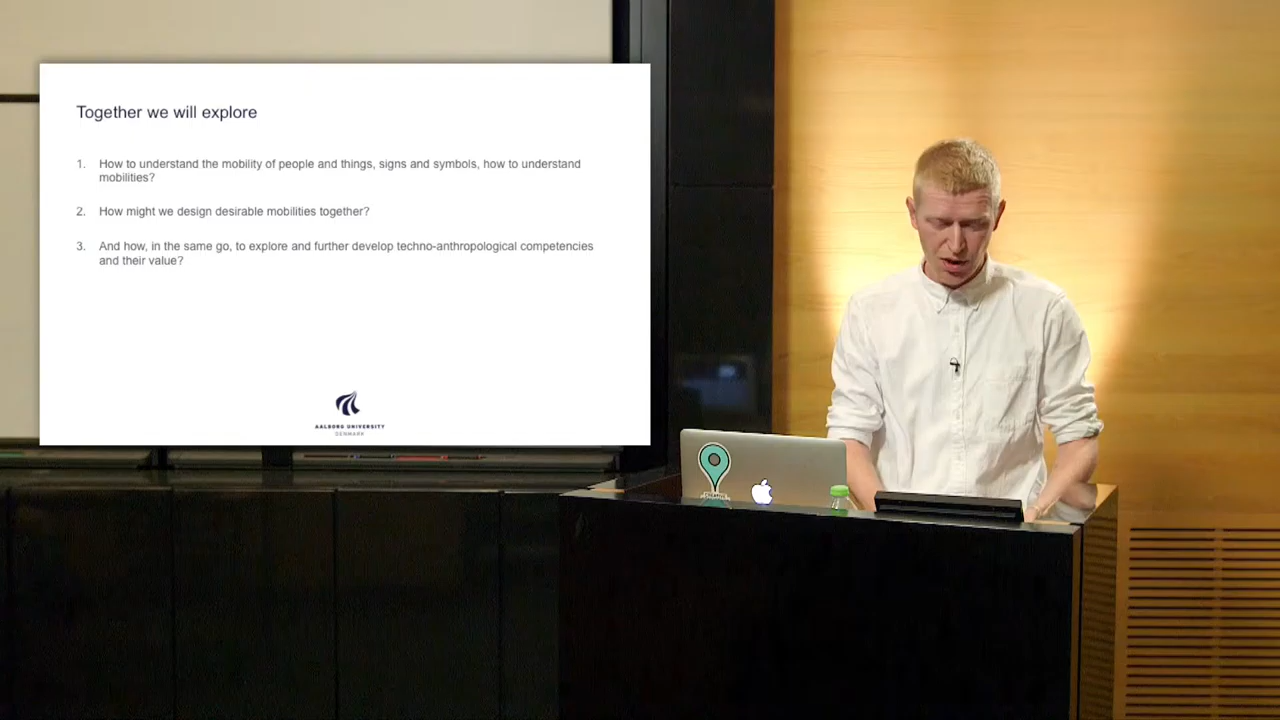 Together we will explore
1. How to understand the mobility of people and things, signs and symbols, how to understand
mobilities?
2. How might we design desirable mobilities together?
3. And how, in the same go, to explore and further develop techno-anthropological competencies
and their value?
AALBORG UNIVERSITY
DENMARK